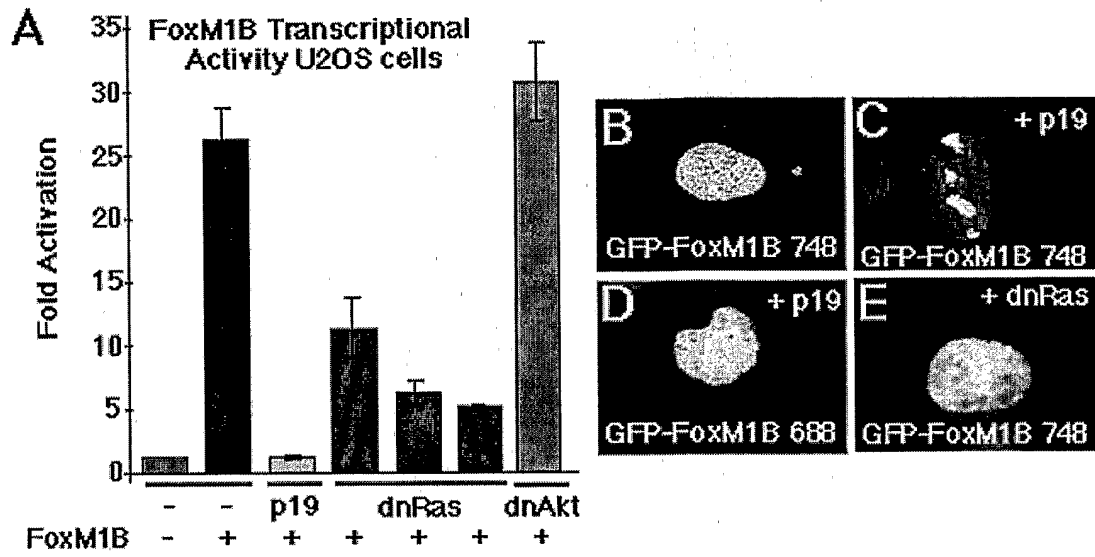 A
FoxM1B Transcriptional
Activity U2OS cells
Fold Activation
35
30
25
20
15
10
5
0
- - p19 dnRas dnAkt
FoxM1B - + + + + + +
B
GFP-FoxM1B 748
C + p19
GFP-FoxM1B 748
D + p19
GFP-FoxM1B 688
E + dnRas
GFP-FoxM1B 748